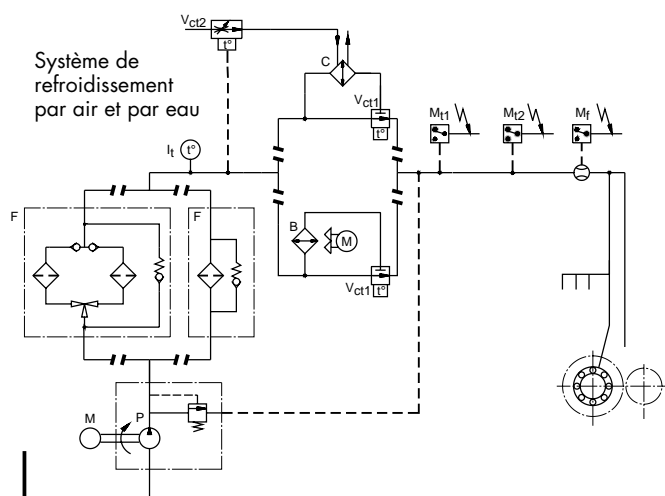 Vct2
t°
Système de
refroidissement
par air et par eau
C
Vct1
t°
Mt1
Mt2
Mf
It
t°
F
F
B
M
Vct1
t°
M
P